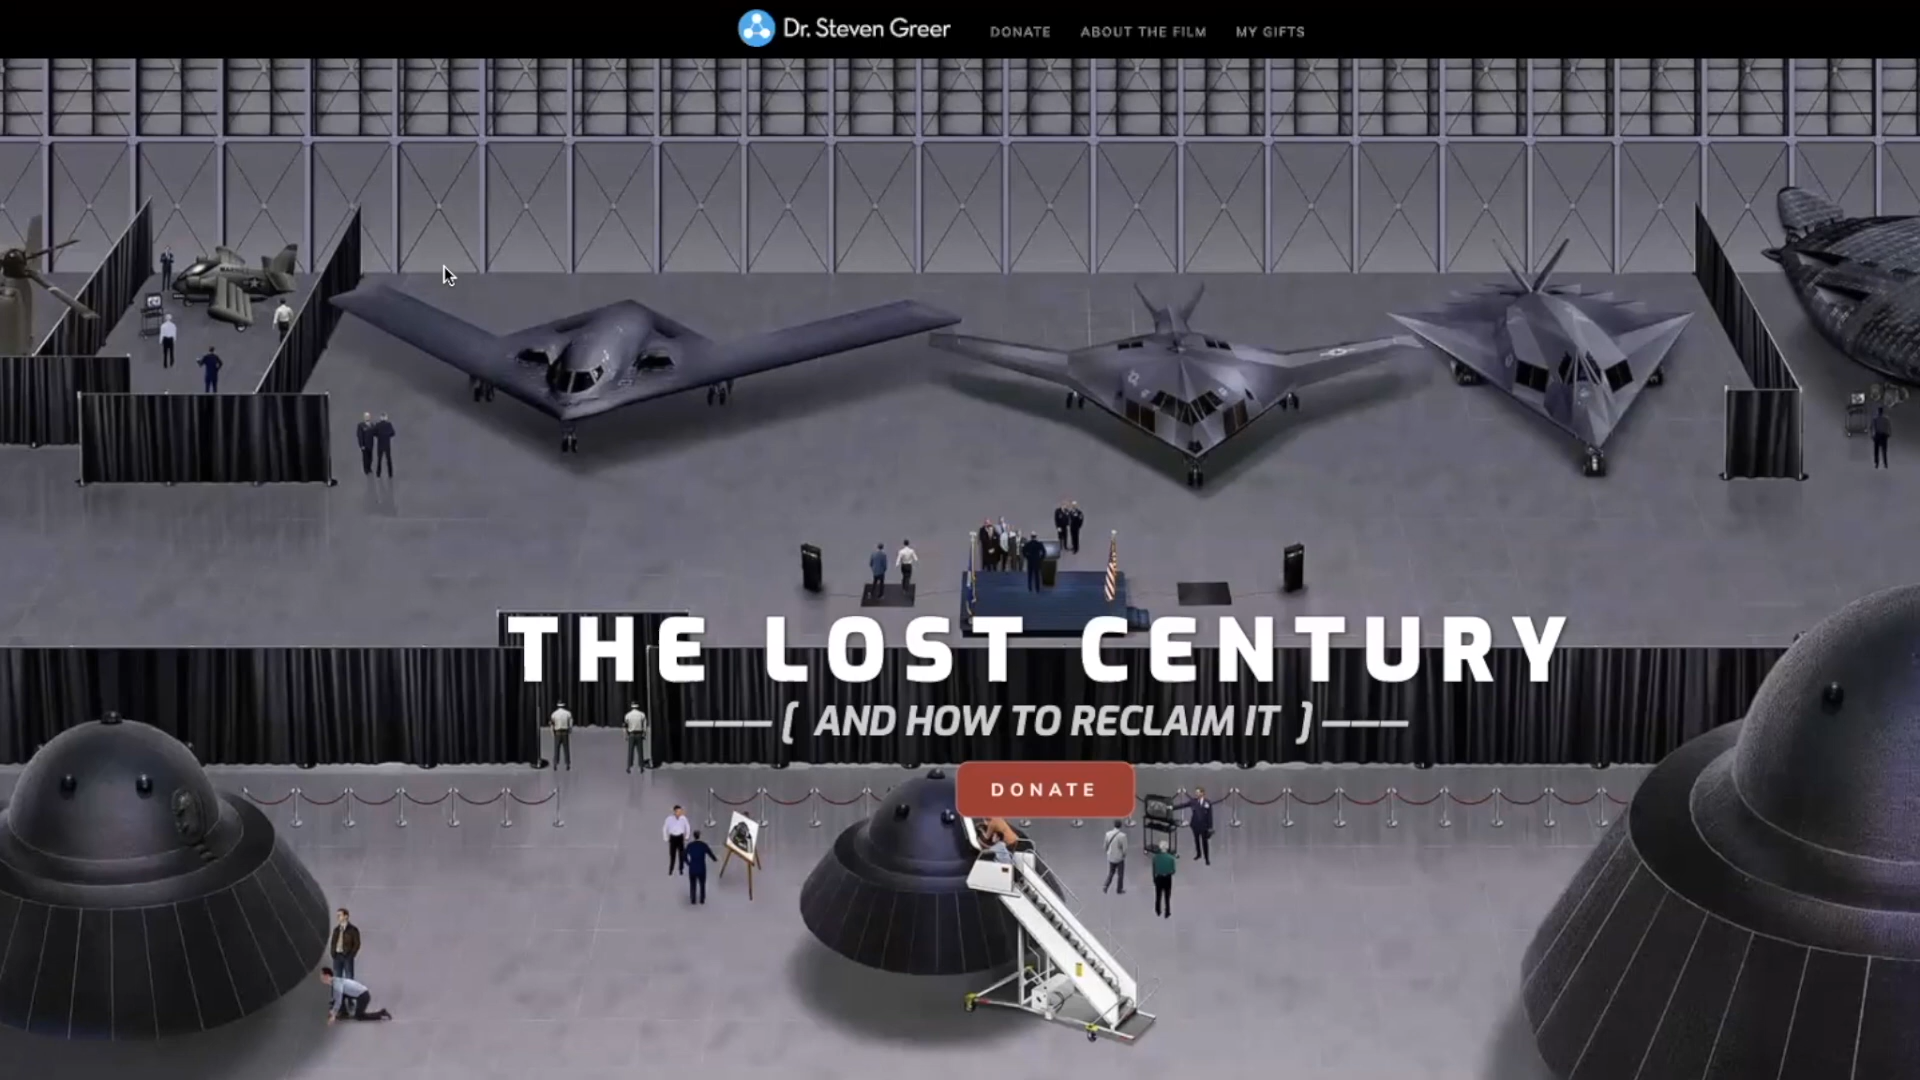 Dr. Steven Greer
DONATE
ABOUT THE FILM
MY GIFTS
THE LOST CENTURY
[ AND HOW TO RECLAIM IT ]
DONATE